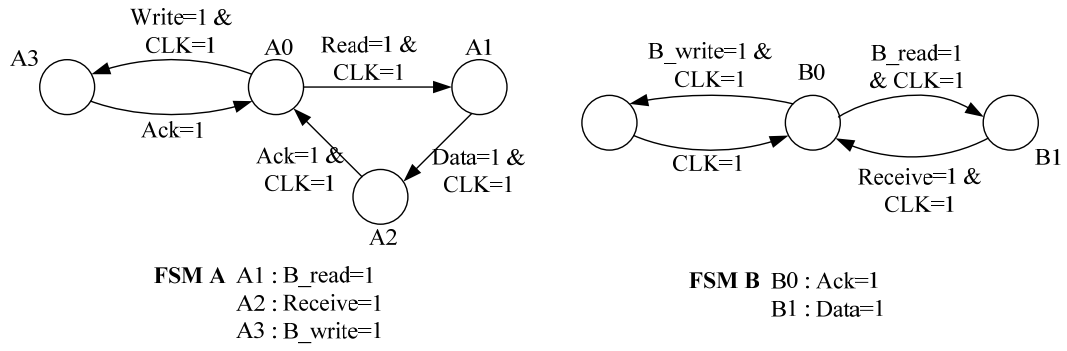 Write=1 &
CLK=1
A3
A0
Read=1 &
CLK=1
A1
Ack=1
Ack=1 &
CLK=1
Data=1 &
CLK=1
A2
FSM A A1 : B_read=1
A2 : Receive=1
A3 : B_write=1
B_write=1 &
CLK=1
B0
B_read=1
& CLK=1
CLK=1
B1
Receive=1 &
CLK=1
FSM B B0 : Ack=1
B1 : Data=1